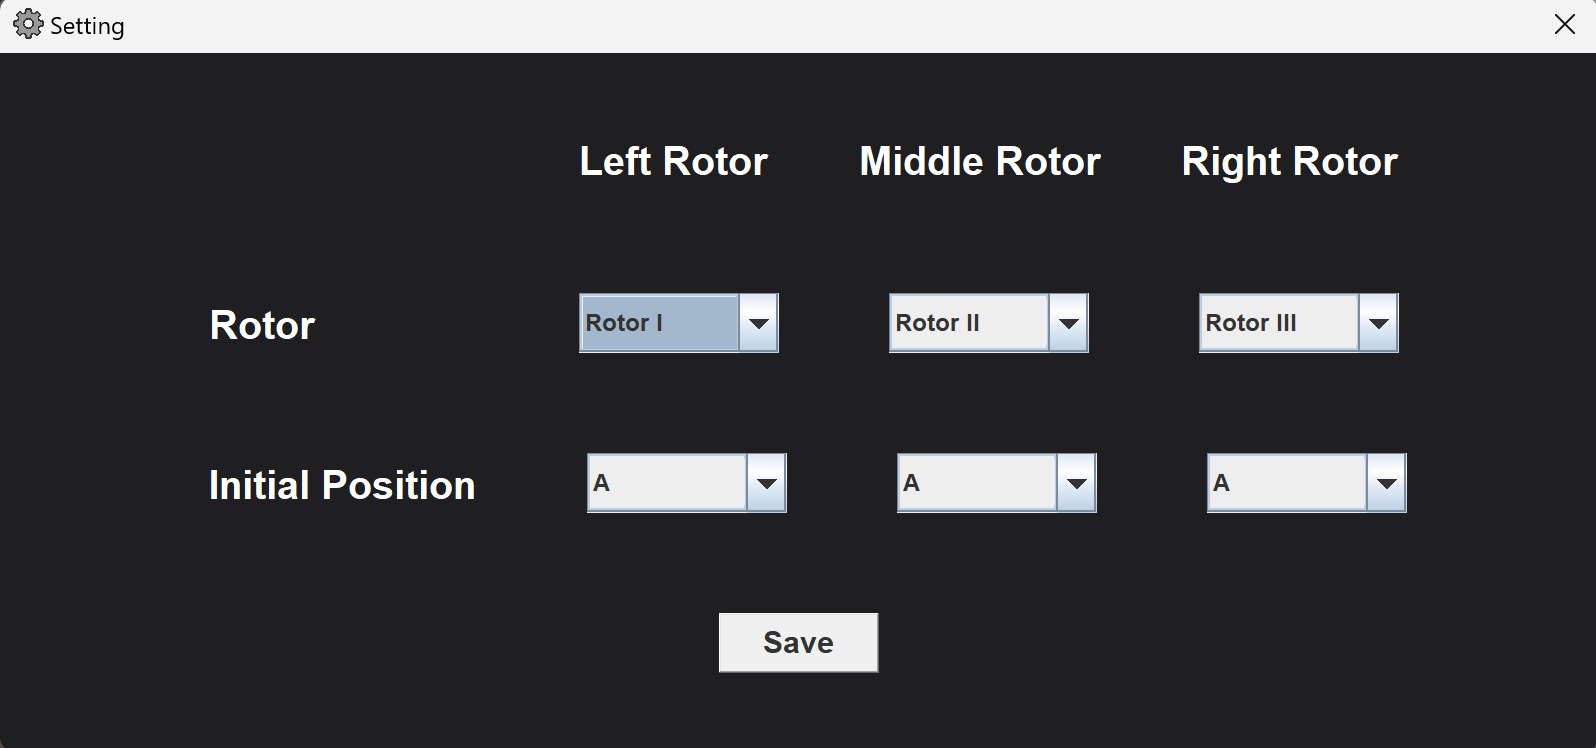 Setting
Left Rotor Middle Rotor Right Rotor
Rotor Rotor I Rotor II Rotor III
Initial Position A A A
Save